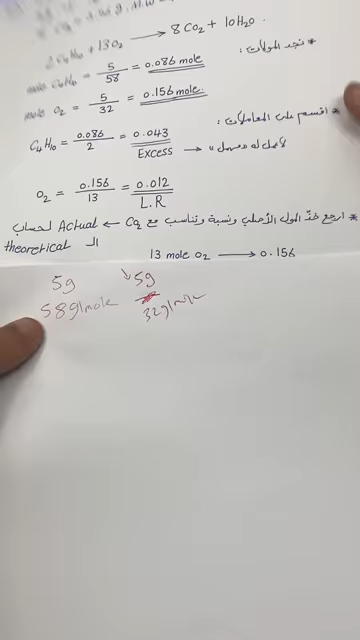 2 C4H10 + 13O2 → 8CO2 + 10H2O.
* نجد المولات:
mole C4H10 = 5/58 = 0.086 mole
mole O2 = 5/32 = 0.156 mole.
* اقسم على المعاملات:
C4H10 = 0.086/2 = 0.043
Excess →
O2 = 0.156/13 = 0.012
L.R
* ارجع خذ المول الأصلي ونسبة وتناسب مع CO2 ← Actual لحساب
الـ theoretical
13 mole O2 → 0.156
5g ↓ 5g
58g/mole 32g/mole